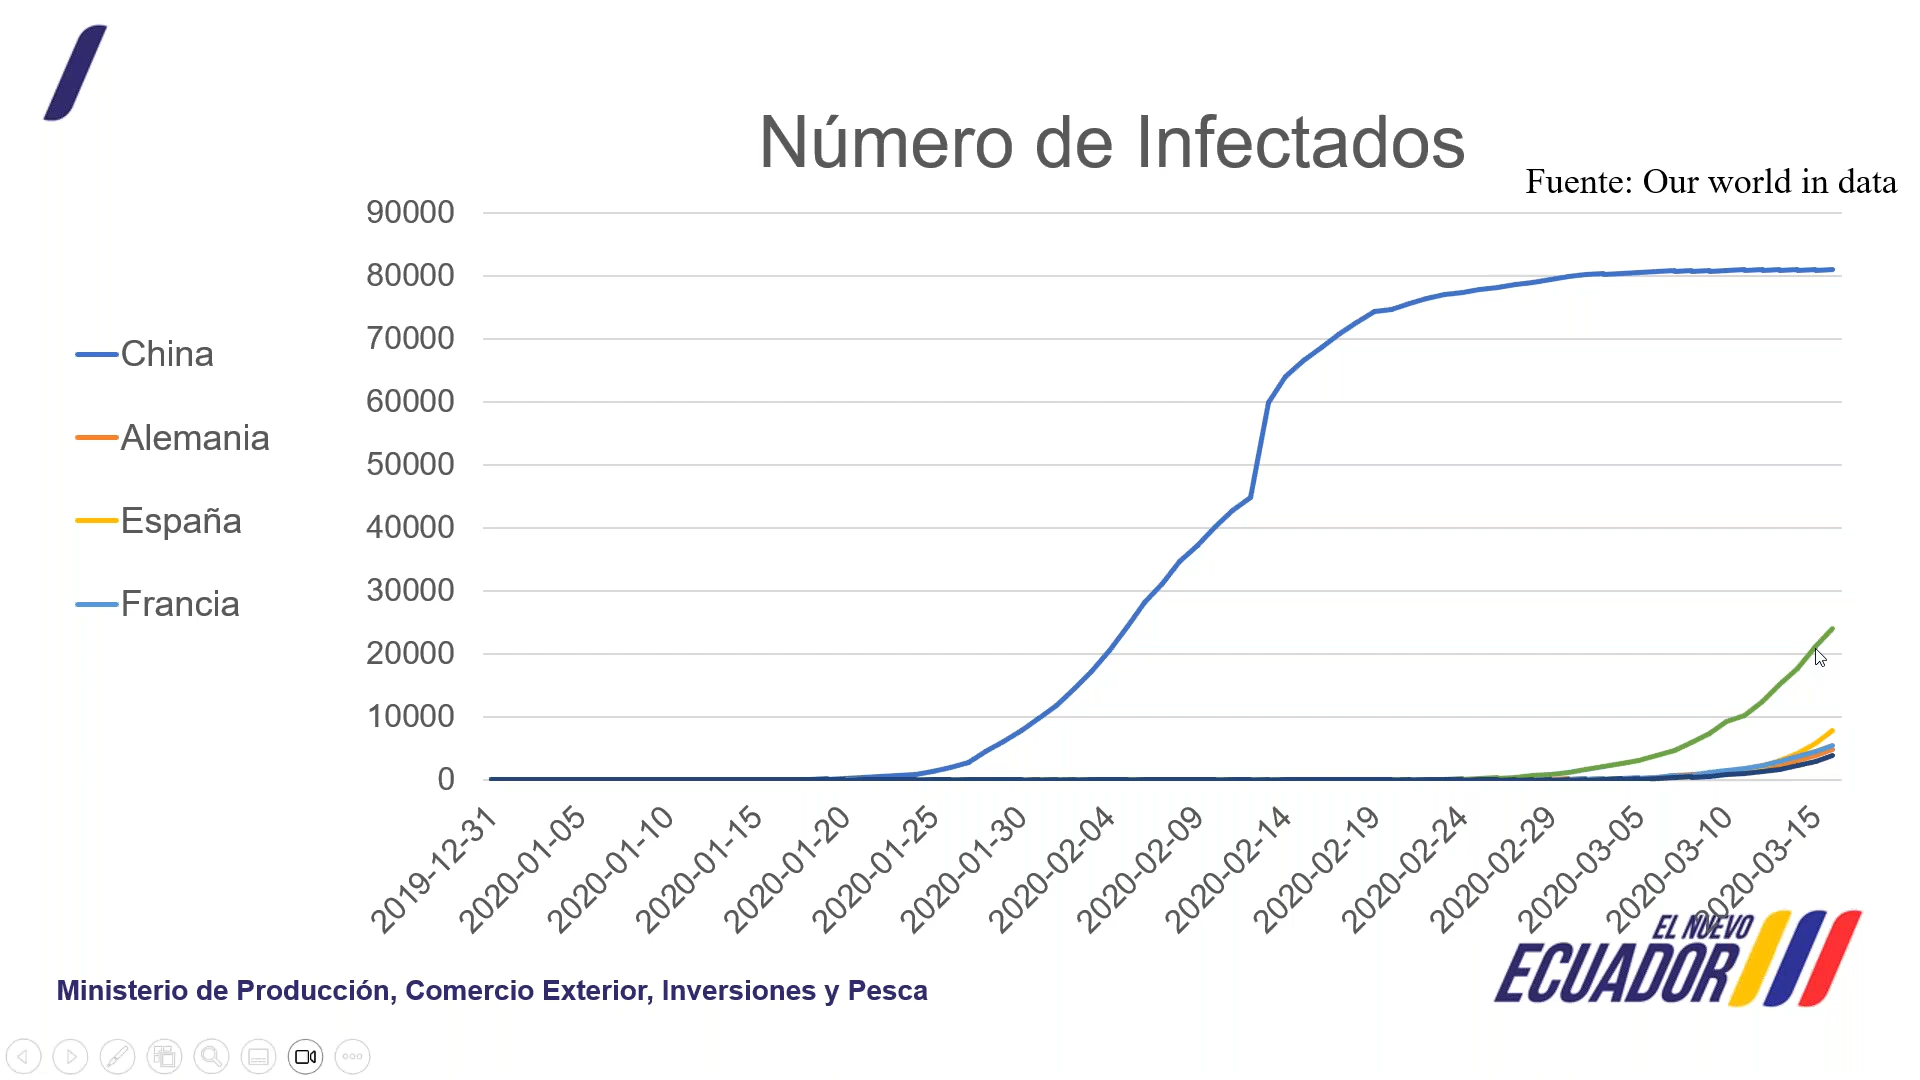 Número de Infectados
Fuente: Our world in data
90000
80000
70000
60000
50000
40000
30000
20000
10000
0
China
Alemania
España
Francia
2019-12-31
2020-01-05
2020-01-10
2020-01-15
2020-01-20
2020-01-25
2020-01-30
2020-02-04
2020-02-09
2020-02-14
2020-02-19
2020-02-24
2020-02-29
2020-03-05
2020-03-10
2020-03-15
EL NUEVO
ECUADOR
Ministerio de Producción, Comercio Exterior, Inversiones y Pesca